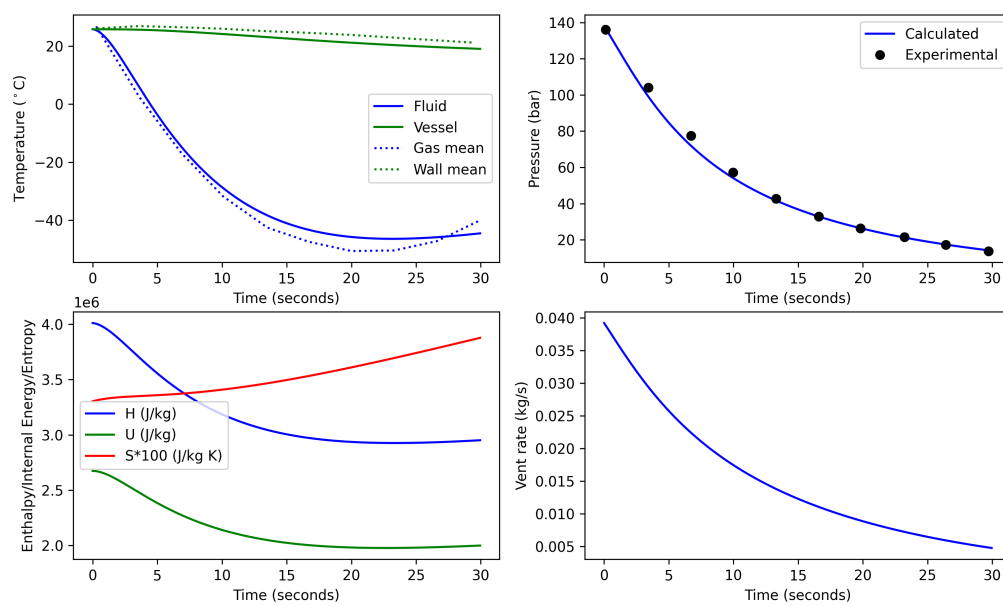 Temperature (°C)
20
0
−20
−40
Fluid
Vessel
Gas mean
Wall mean
0 5 10 15 20 25 30
Time (seconds)
Pressure (bar)
140
120
100
80
60
40
20
Calculated
Experimental
0 5 10 15 20 25 30
Time (seconds)
1e6
Enthalpy/Internal Energy/Entropy
4.0
3.5
3.0
2.5
2.0
H (J/kg)
U (J/kg)
S*100 (J/kg K)
0 5 10 15 20 25 30
Time (seconds)
Vent rate (kg/s)
0.040
0.035
0.030
0.025
0.020
0.015
0.010
0.005
0 5 10 15 20 25 30
Time (seconds)